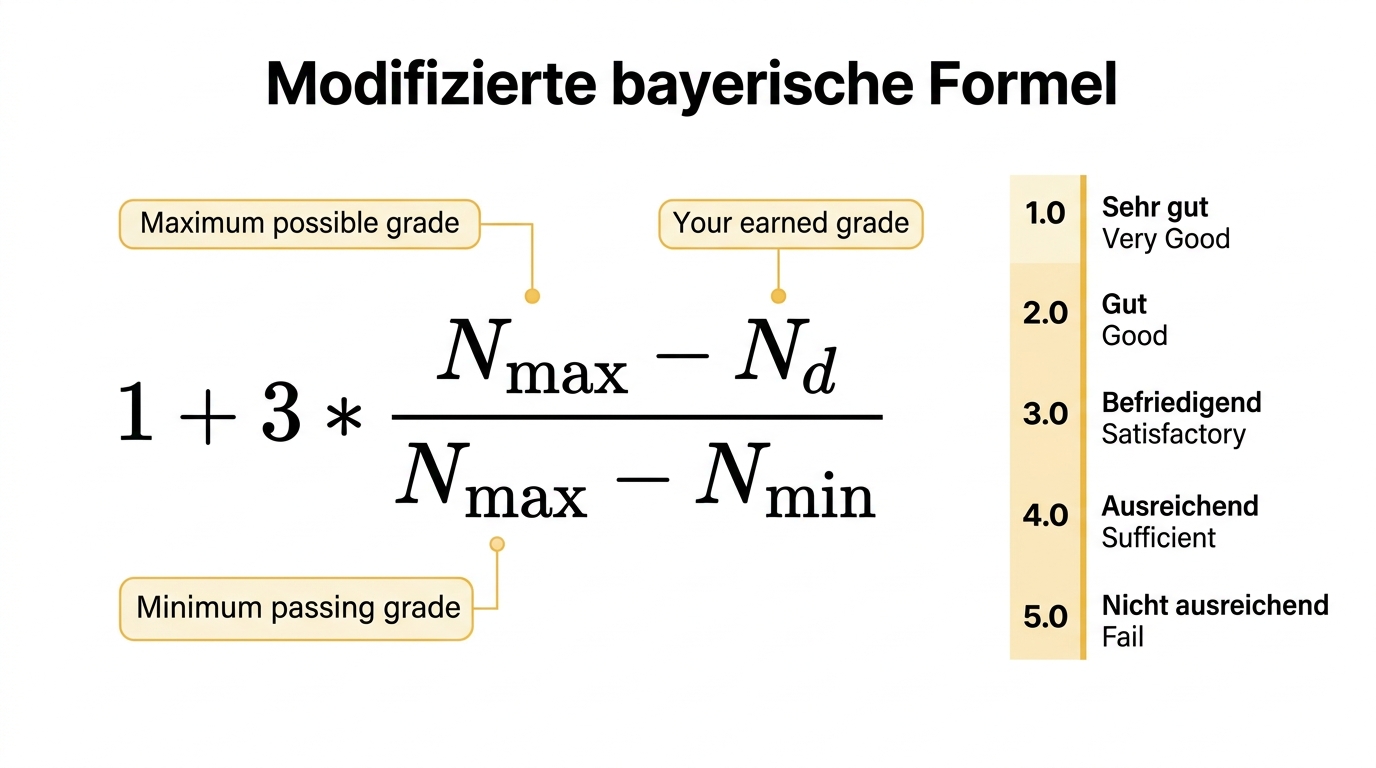 Modifizierte bayerische Formel
Maximum possible grade
Your earned grade
1 + 3 * (N_max − N_d) / (N_max − N_min)
Minimum passing grade
1.0 Sehr gut
Very Good
2.0 Gut
Good
3.0 Befriedigend
Satisfactory
4.0 Ausreichend
Sufficient
5.0 Nicht ausreichend
Fail